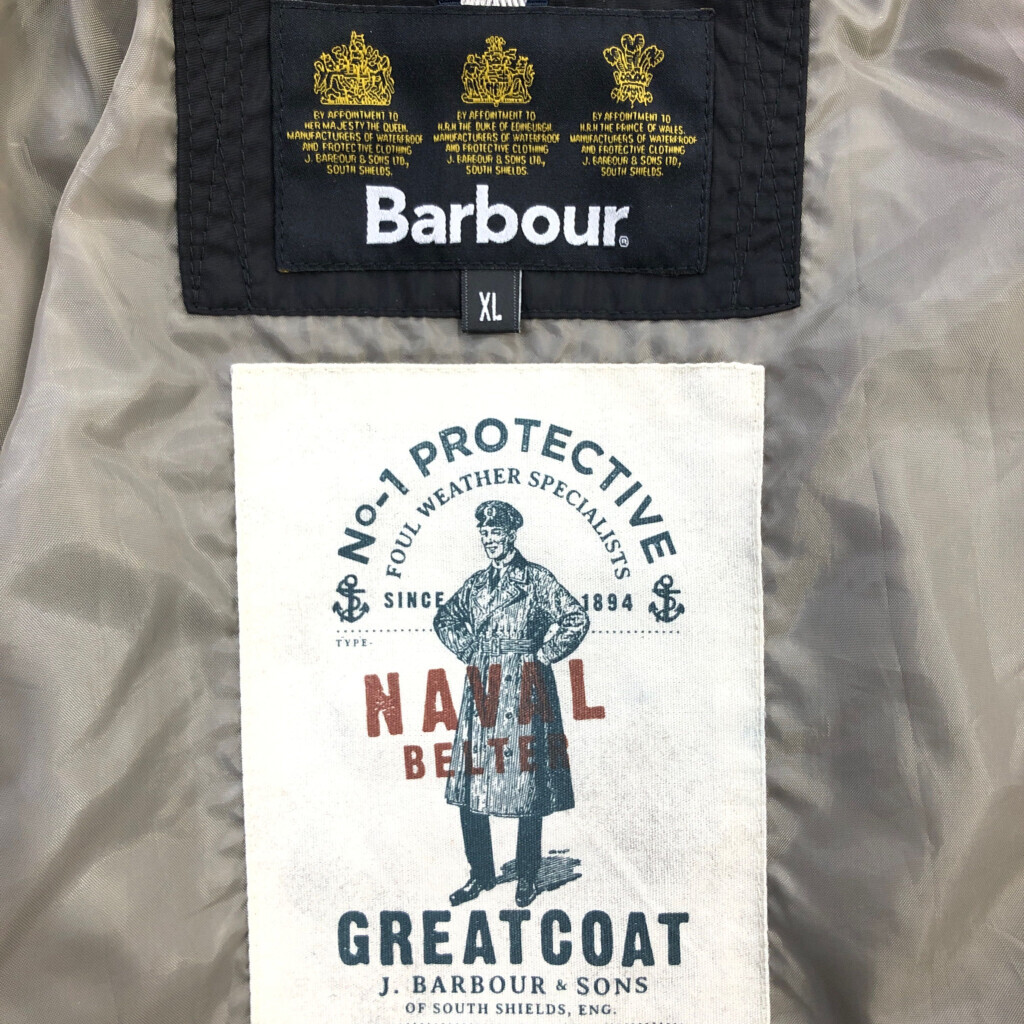 BY APPOINTMENT TO
HER MAJESTY THE QUEEN
MANUFACTURERS OF WATERPROOF
AND PROTECTIVE CLOTHING
J. BARBOUR & SONS LTD,
SOUTH SHIELDS.
BY APPOINTMENT TO
H.R.H THE DUKE OF EDINBURGH
MANUFACTURERS OF WATERPROOF
AND PROTECTIVE CLOTHING
J. BARBOUR & SONS LTD.,
SOUTH SHIELDS.
BY APPOINTMENT TO
H.R.H THE PRINCE OF WALES.
MANUFACTURERS OF WATERPROOF
AND PROTECTIVE CLOTHING
J. BARBOUR & SONS LTD,
SOUTH SHIELDS.
Barbour®
XL
No-1 PROTECTIVE
FOUL WEATHER SPECIALISTS
SINCE 1894
TYPE-
NAVAL
BELTER
GREATCOAT
J. BARBOUR & SONS
OF SOUTH SHIELDS, ENG.